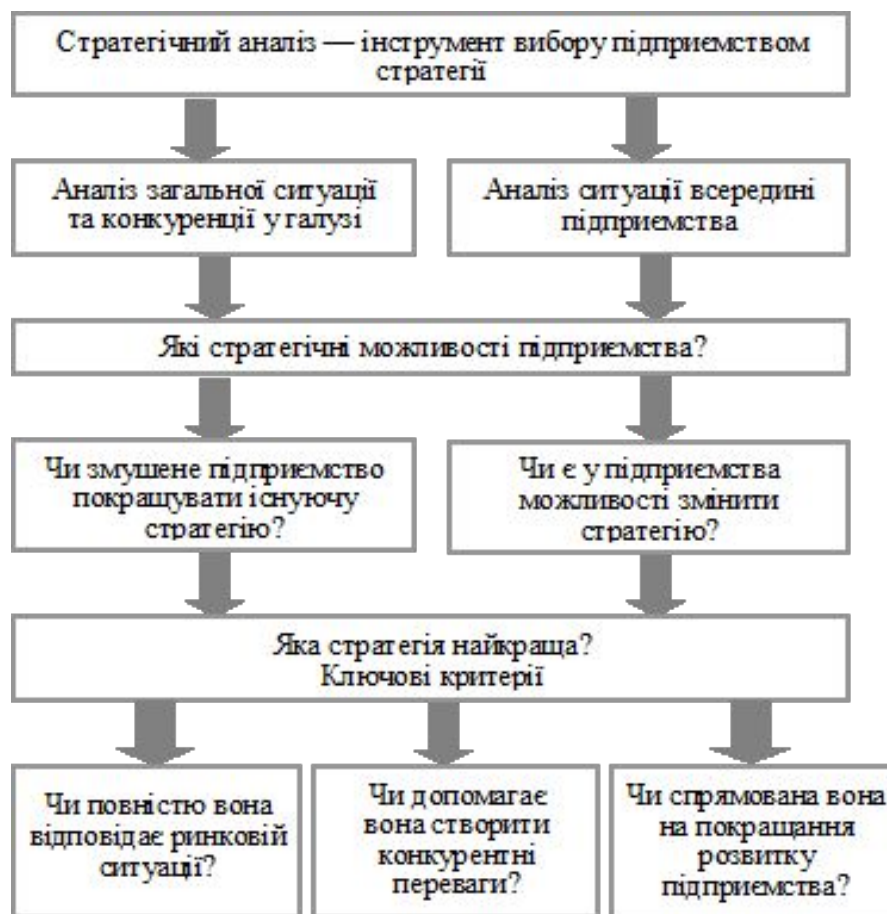 Стратегічний аналіз — інструмент вибору підприємством
стратегії
Аналіз загальної ситуації
та конкуренції у галузі
Аналіз ситуації всередині
підприємства
Які стратегічні можливості підприємства?
Чи змушене підприємство
покращувати існуючу
стратегію?
Чи є у підприємства
можливості змінити
стратегію?
Яка стратегія найкраща?
Ключові критерії
Чи повністю вона
відповідає ринковій
ситуації?
Чи допомагає
вона створити
конкурентні
переваги?
Чи спрямована вона
на покращання
розвитку
підприємства?